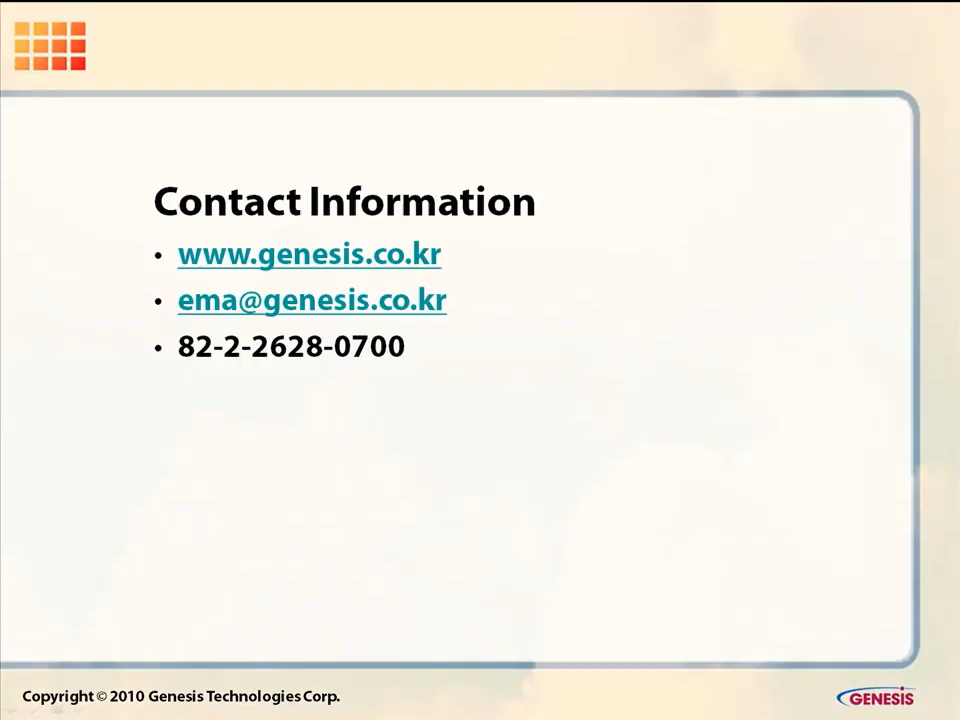 Contact Information
• www.genesis.co.kr
• ema@genesis.co.kr
• 82-2-2628-0700
Copyright © 2010 Genesis Technologies Corp.
GENESIS